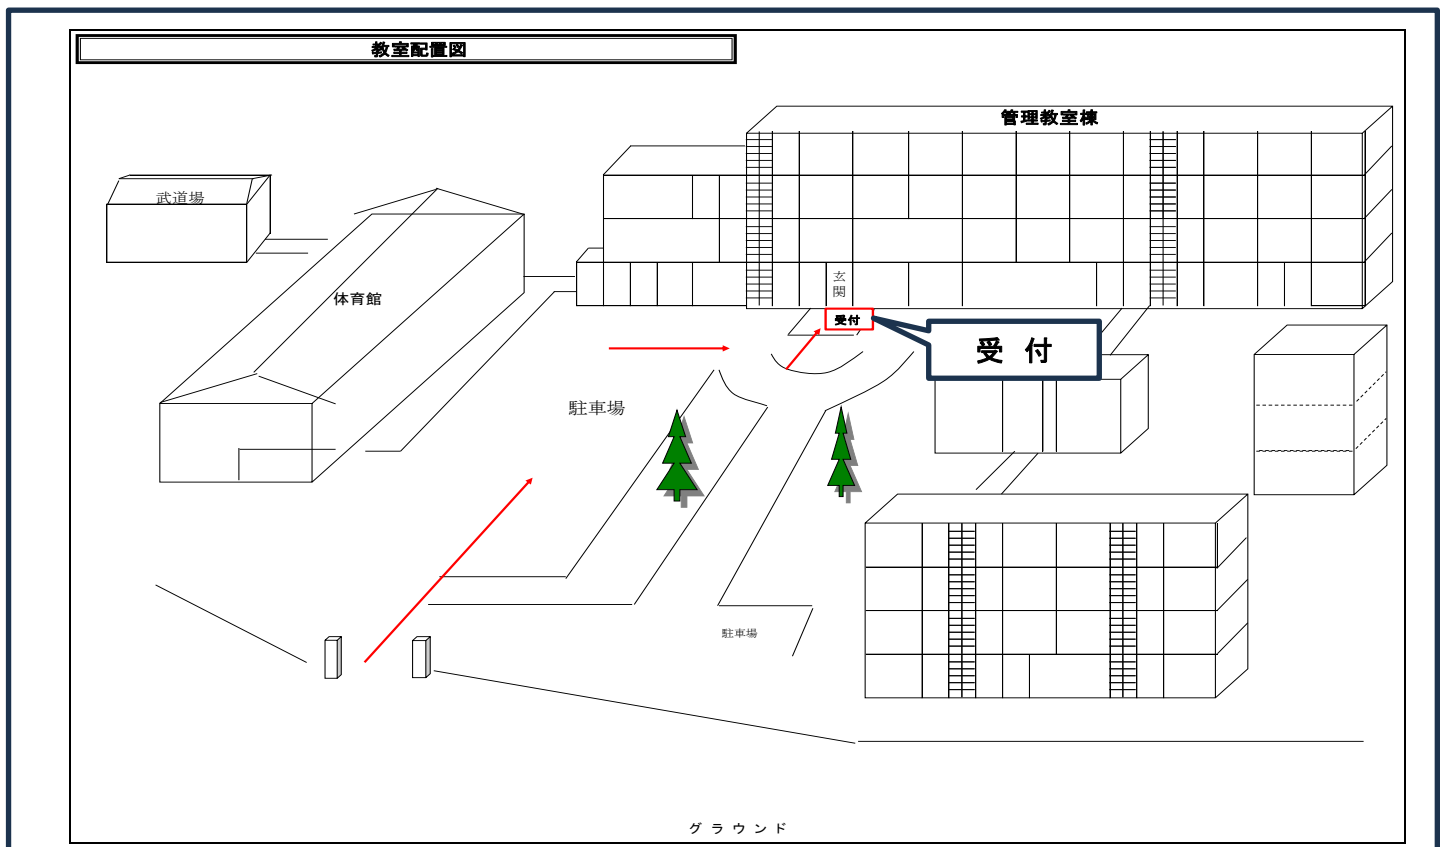 教室配置図
管理教室棟
武道場
体育館
玄
関
受付
受 付
駐車場
駐車場
グ ラ ウ ン ド